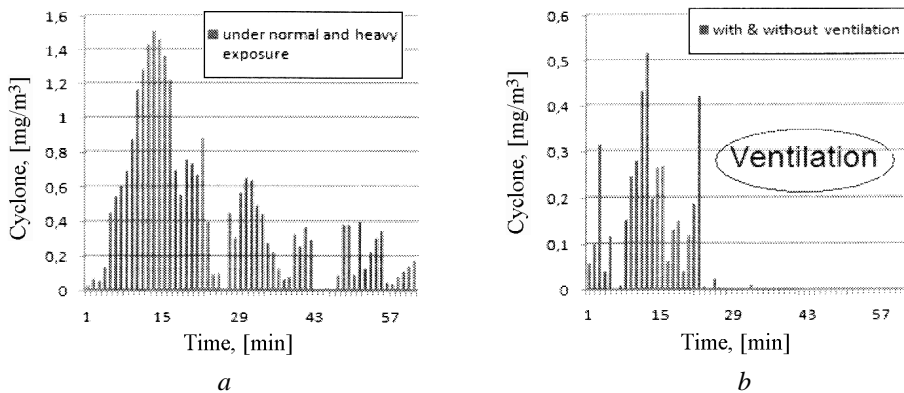 1,6
1,4
1,2
1
0,8
0,6
0,4
0,2
0
Cyclone, [mg/m³]
under normal and heavy
exposure
1 15 29 43 57
Time, [min]
a
0,6
0,5
0,4
0,3
0,2
0,1
0
Cyclone, [mg/m³]
with & without ventilation
Ventilation
1 15 29 43 57
Time, [min]
b